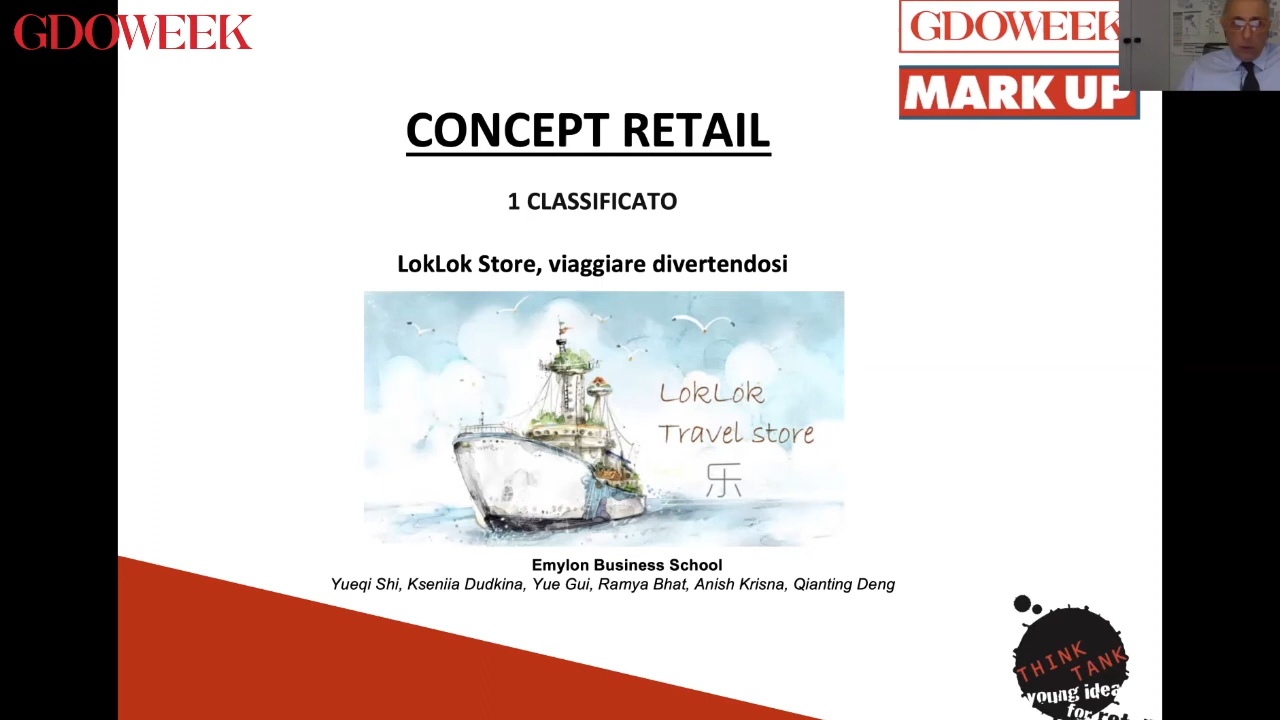 GDOWEEK
GDOWEEK
MARK UP
CONCEPT RETAIL
1 CLASSIFICATO
LokLok Store, viaggiare divertendosi
LokLok
Travel store
乐
Emylon Business School
Yueqi Shi, Kseniia Dudkina, Yue Gui, Ramya Bhat, Anish Krisna, Qianting Deng
THINK
TANK
young idea
for